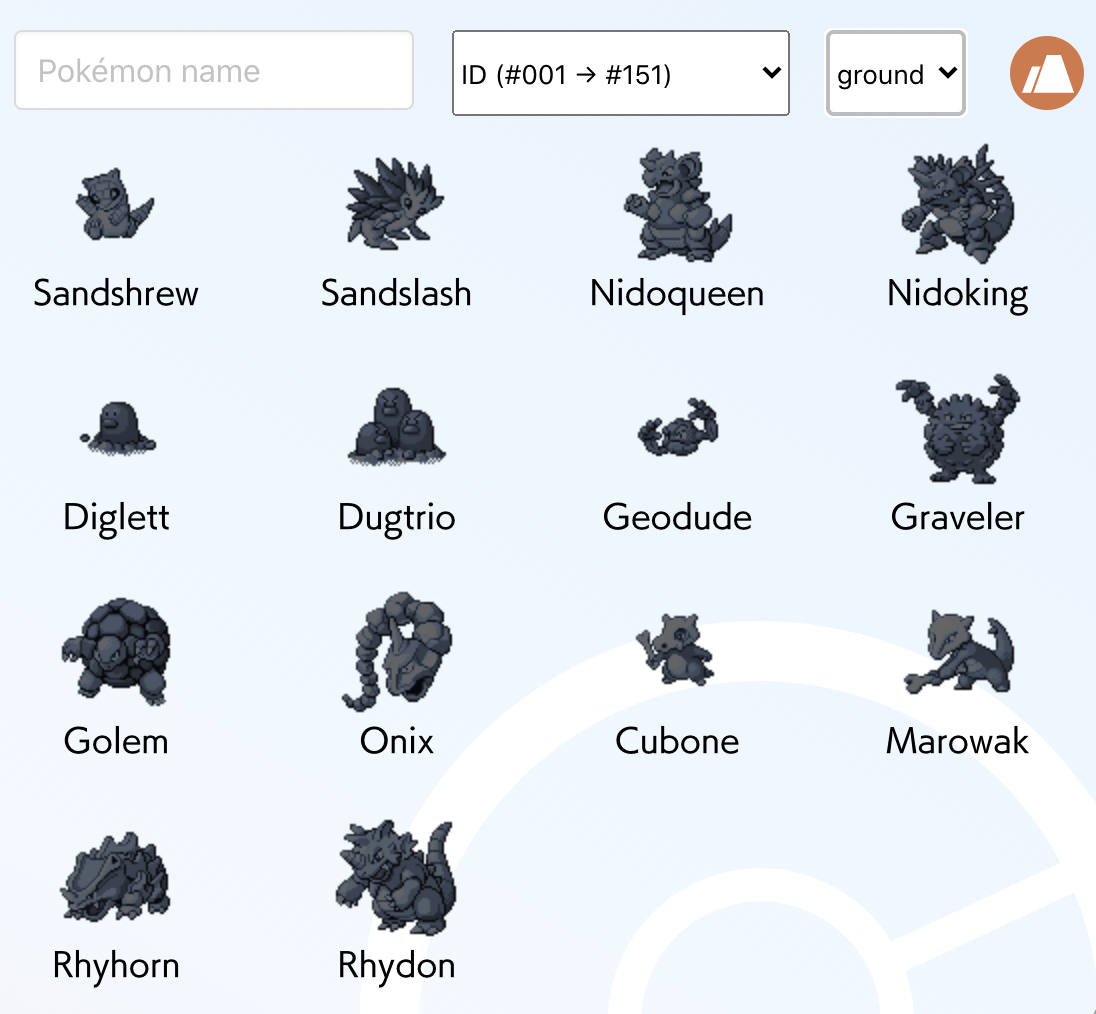 Pokémon name
ID (#001 → #151)
ground
Sandshrew
Sandslash
Nidoqueen
Nidoking
Diglett
Dugtrio
Geodude
Graveler
Golem
Onix
Cubone
Marowak
Rhyhorn
Rhydon